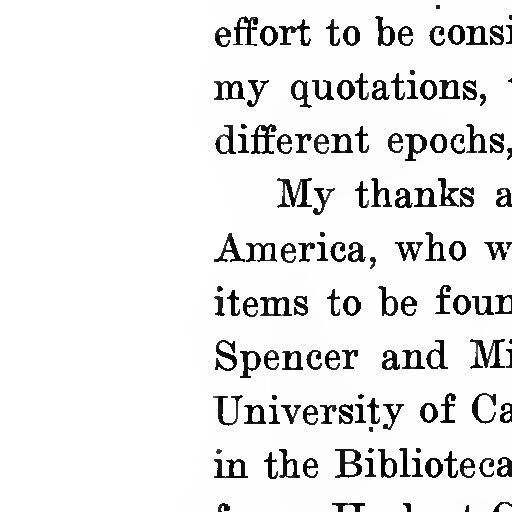 effort to be consi
my quotations,
different epochs,
My thanks a
America, who w
items to be foun
Spencer and Mi
University of Ca
in the Biblioteca